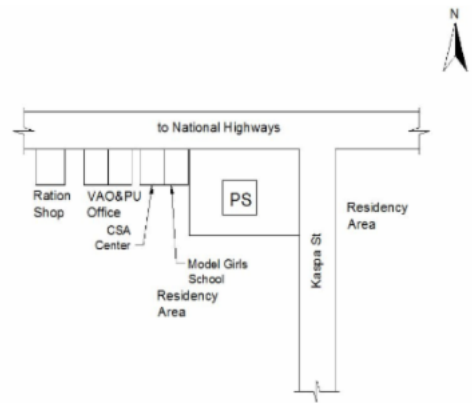 N
to National Highways
Ration
Shop
VAO&PU
Office
CSA
Center
PS
Model Girls
School
Residency
Area
Kaspa St
Residency
Area